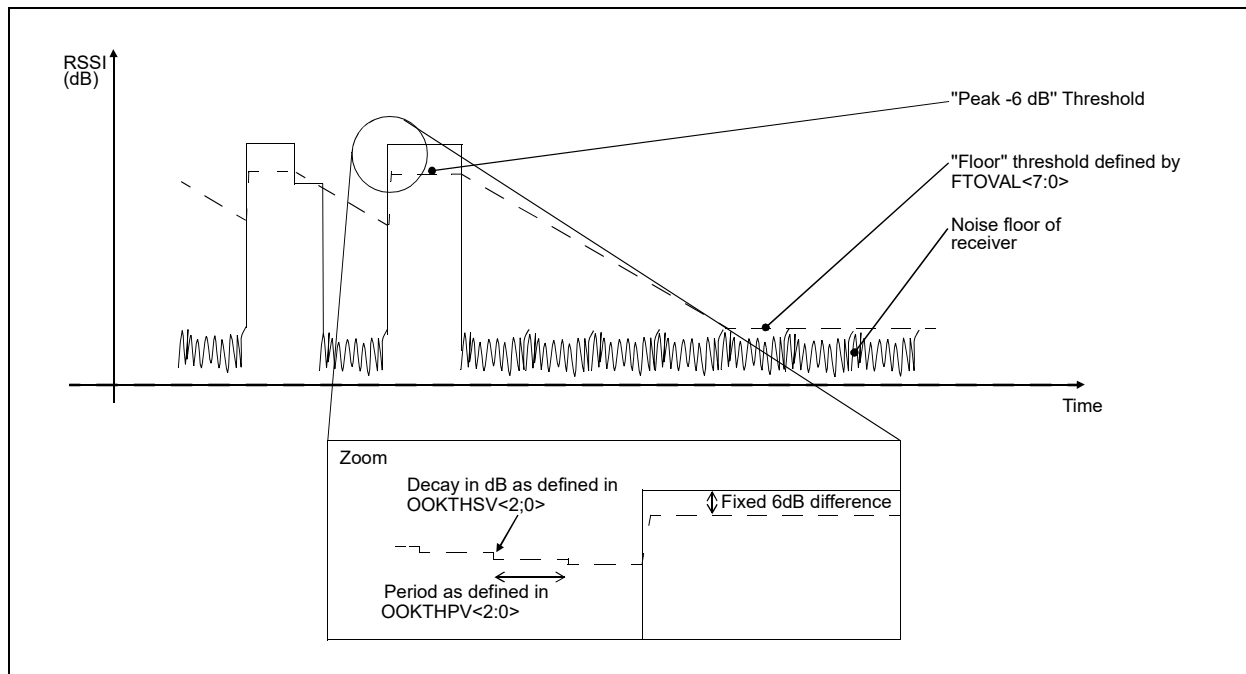 RSSI
(dB)
"Peak -6 dB" Threshold
"Floor" threshold defined by
FTOVAL<7:0>
Noise floor of
receiver
Time
Zoom
Decay in dB as defined in
OOKTHSV<2;0>
Fixed 6dB difference
Period as defined in
OOKTHPV<2:0>